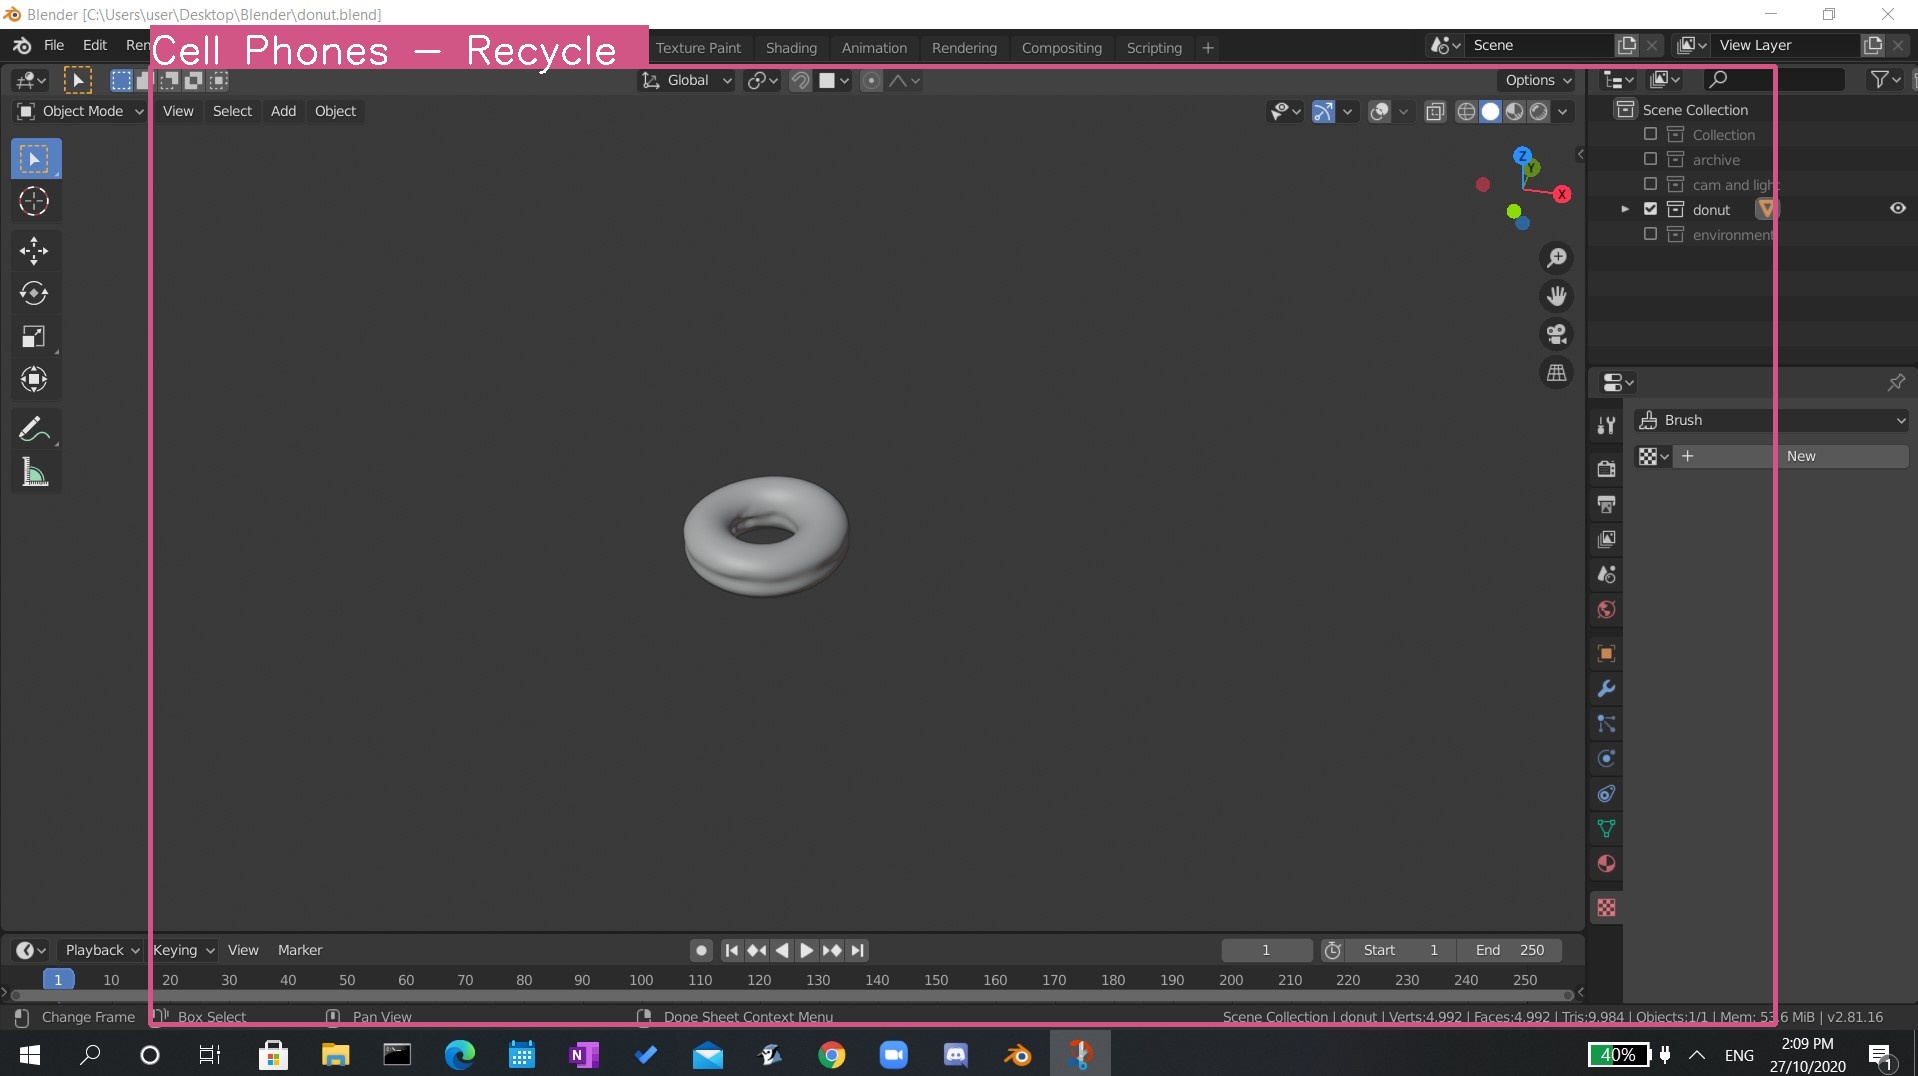 Blender [C:\Users\user\Desktop\Blender\donut.blend]
File Edit Ren
Cell Phones - Recycle
Texture Paint Shading Animation Rendering Compositing Scripting
Scene View Layer
Global Options
Object Mode View Select Add Object
Scene Collection
Collection
archive
cam and light
donut
environment
Z Y X
Brush
New
Playback Keying View Marker 1 Start 1 End 250
1 10 20 30 40 50 60 70 80 90 100 110 120 130 140 150 160 170 180 190 200 210 220 230 240 250
Change Frame Box Select Pan View Dope Sheet Context Menu Scene Collection | donut | Verts:4,992 | Faces:4,992 | Tris:9,984 | Objects:1/1 | Mem: 53.6 MiB | v2.81.16
40% ENG 2:09 PM
27/10/2020 1